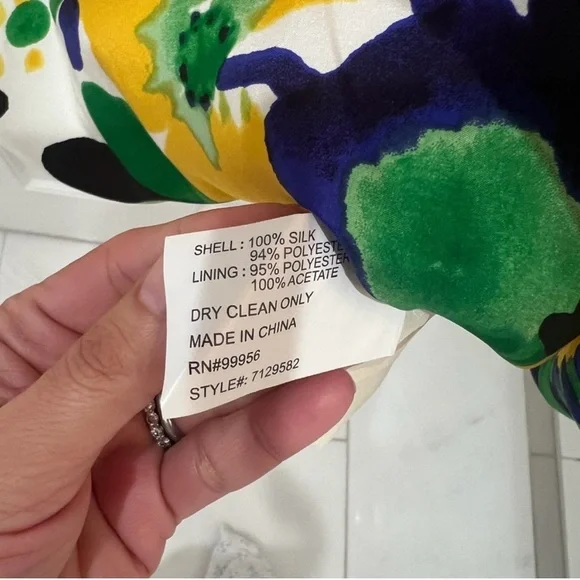 SHELL : 100% SILK
94% POLYESTE
LINING : 95% POLYESTER
100% ACETATE
DRY CLEAN ONLY
MADE IN CHINA
RN#99956
STYLE#: 7129582